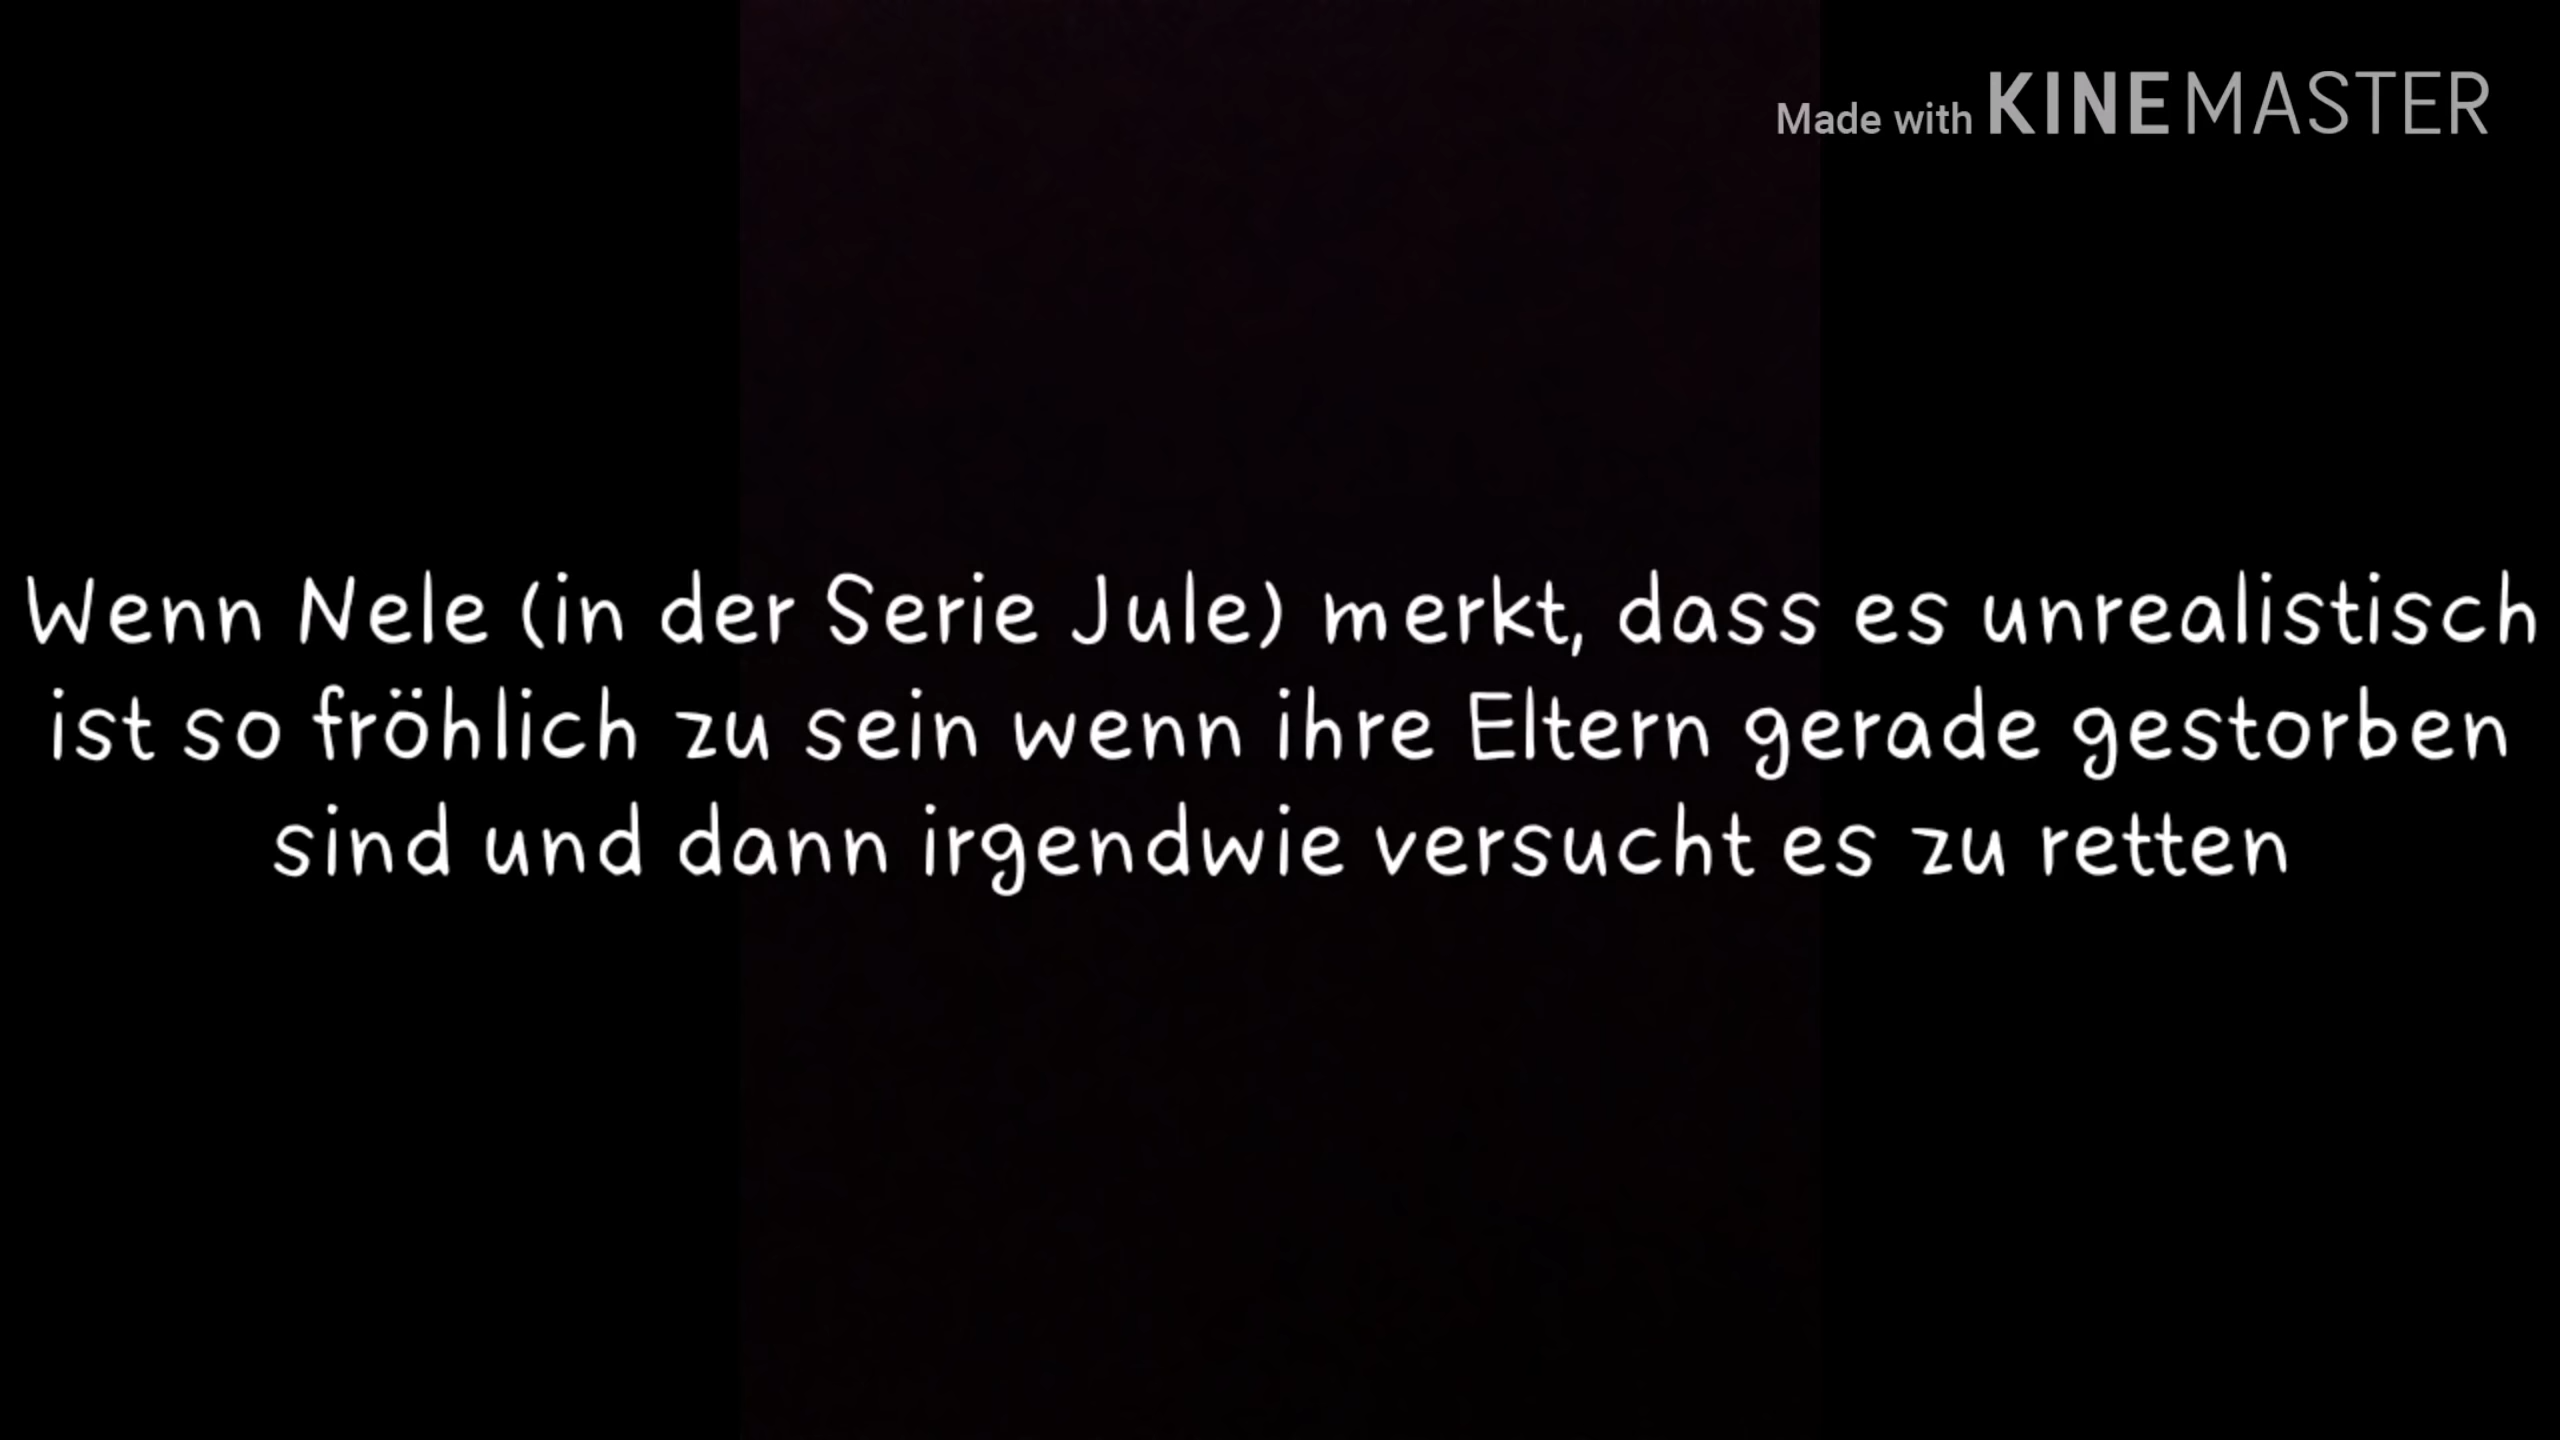 Made with KINEMASTER
Wenn Nele (in der Serie Jule) merkt, dass es unrealistisch
ist so fröhlich zu sein wenn ihre Eltern gerade gestorben
sind und dann irgendwie versucht es zu retten